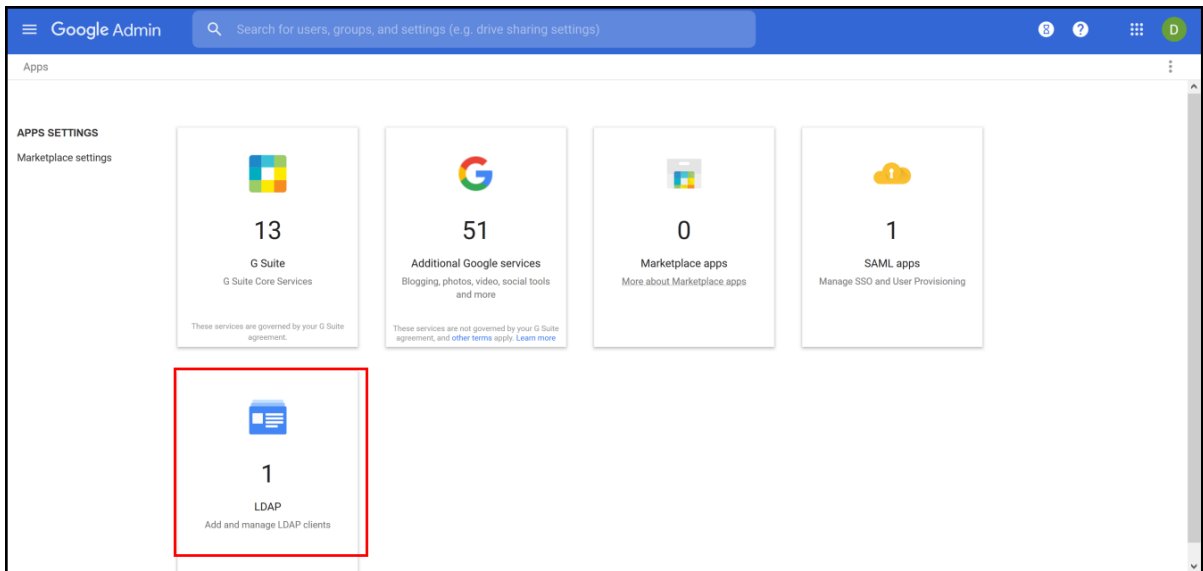 Google Admin
Search for users, groups, and settings (e.g. drive sharing settings)
8
?
D
Apps
APPS SETTINGS
Marketplace settings
13
G Suite
G Suite Core Services
These services are governed by your G Suite
agreement.
51
Additional Google services
Blogging, photos, video, social tools
and more
These services are not governed by your G Suite
agreement, and other terms apply. Learn more
0
Marketplace apps
More about Marketplace apps
1
SAML apps
Manage SSO and User Provisioning
1
LDAP
Add and manage LDAP clients